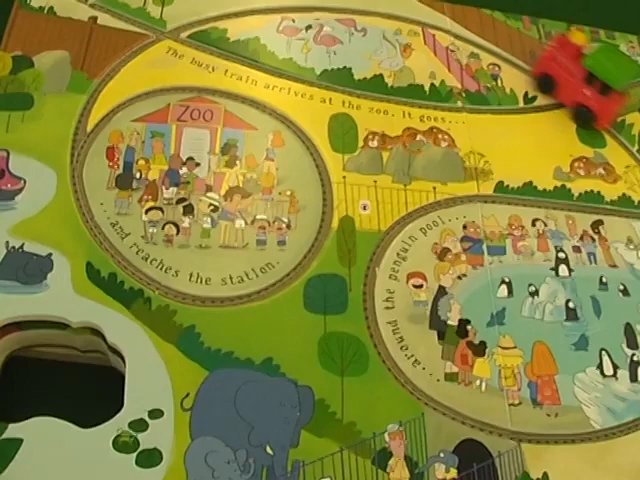 The busy train arrives at the zoo. It goes...
ZOO
...around the penguin pool...
...and reaches the station.